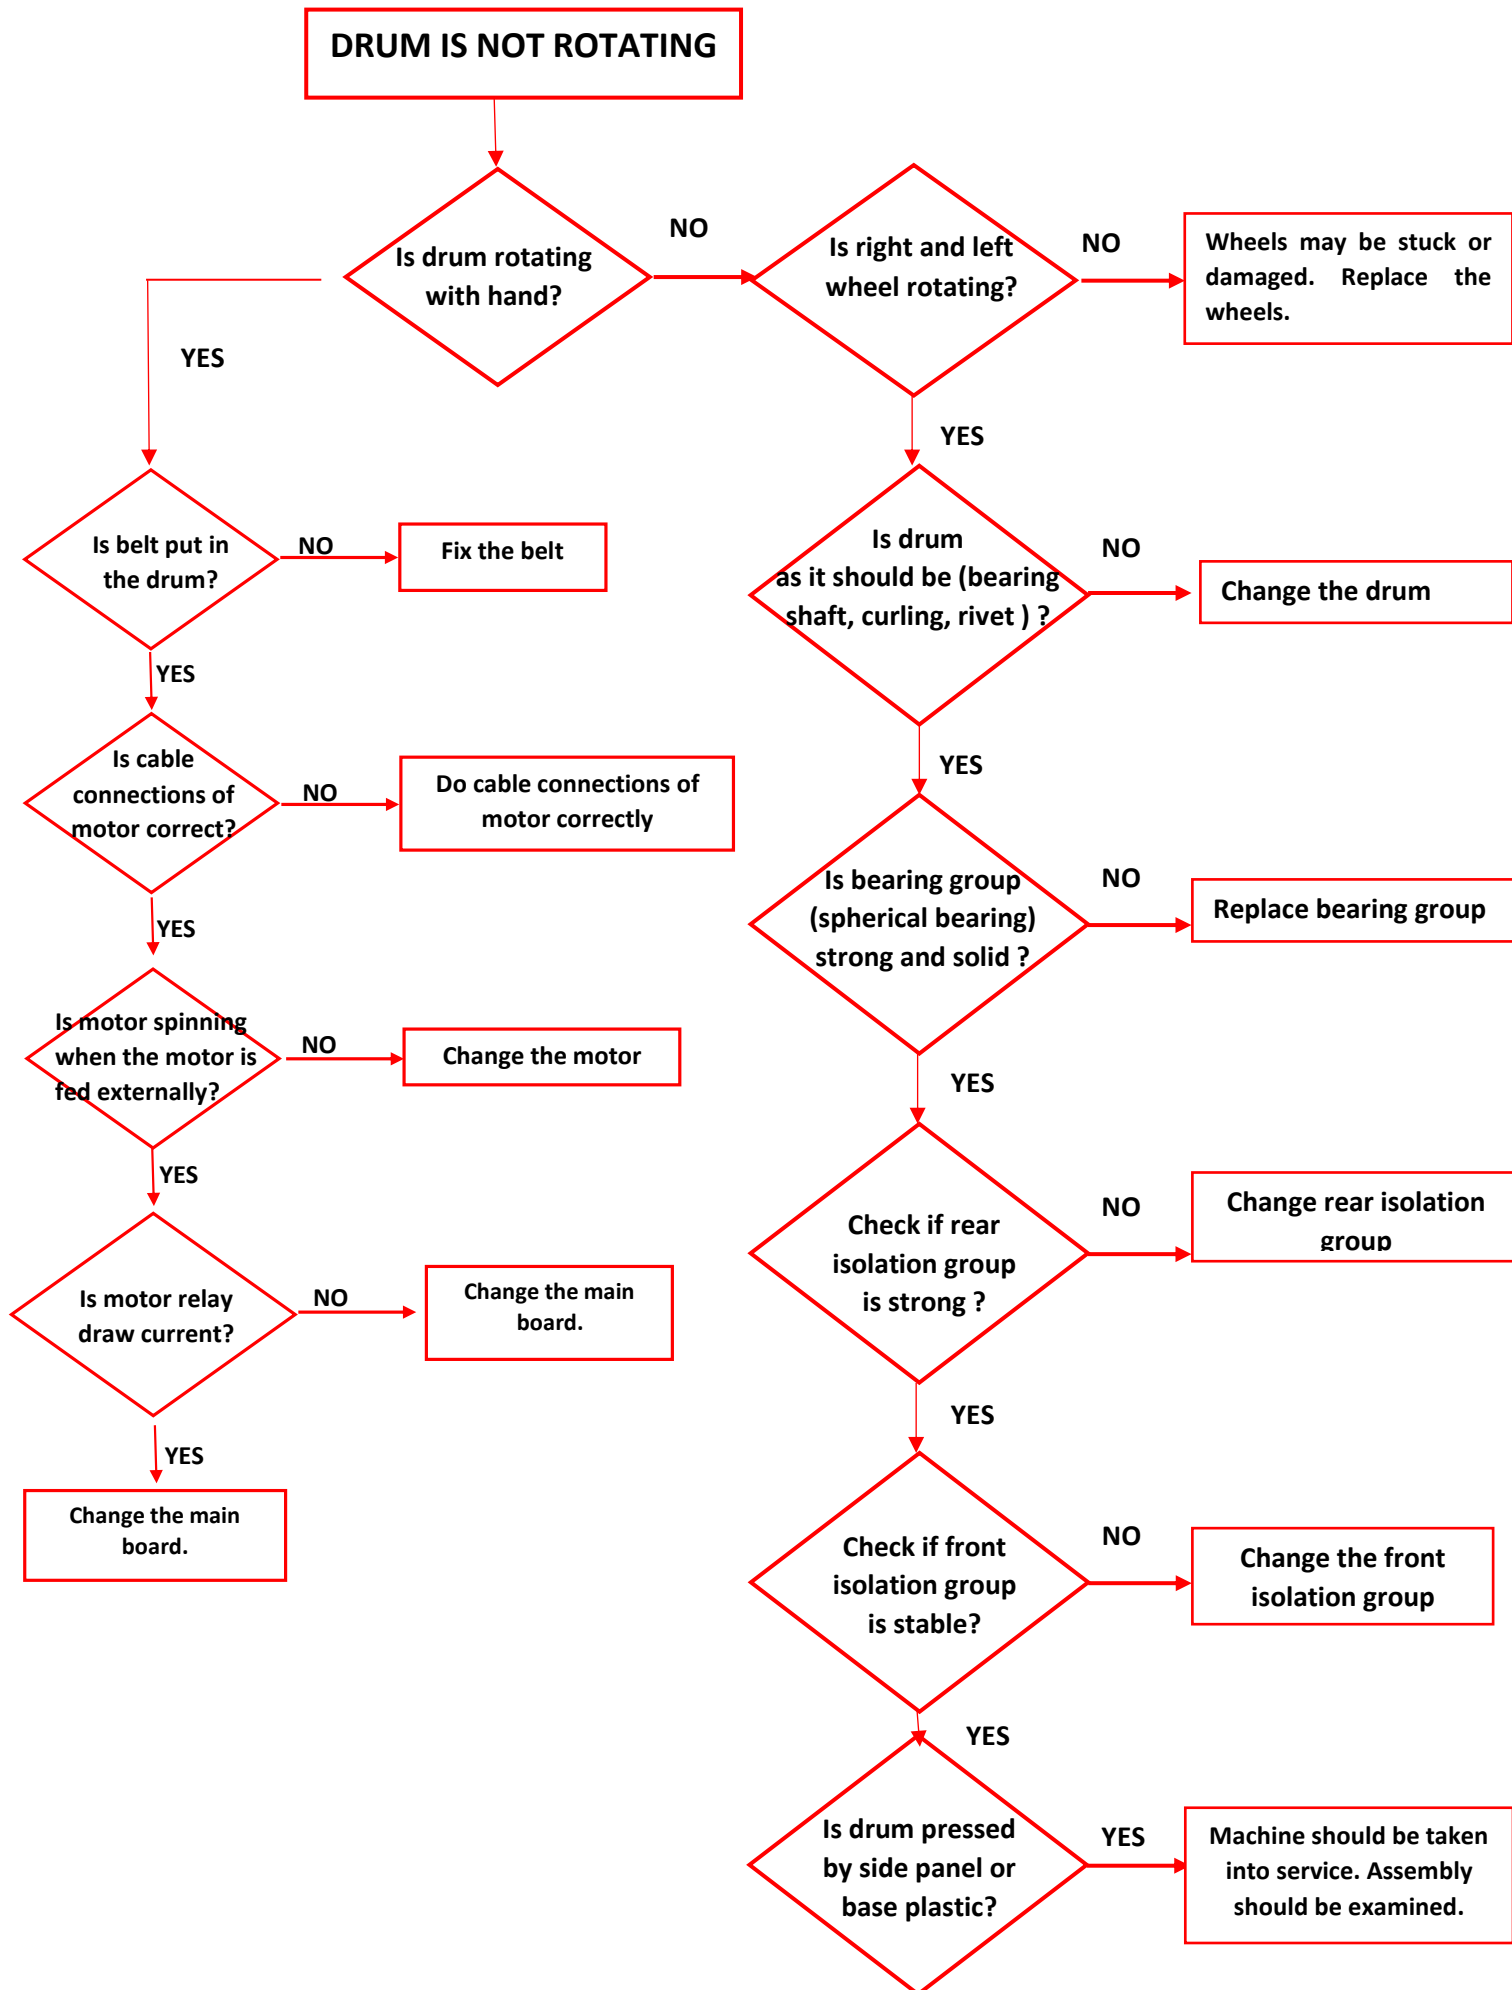 DRUM IS NOT ROTATING
Is drum rotating
with hand?
NO
Is right and left
wheel rotating?
NO
Wheels may be stuck or
damaged. Replace the
wheels.
YES
YES
Is belt put in
the drum?
NO
Fix the belt
Is drum
as it should be (bearing
shaft, curling, rivet ) ?
NO
Change the drum
YES
YES
Is cable
connections of
motor correct?
NO
Do cable connections of
motor correctly
Is bearing group
(spherical bearing)
strong and solid ?
NO
Replace bearing group
YES
YES
Is motor spinning
when the motor is
fed externally?
NO
Change the motor
Check if rear
isolation group
is strong ?
NO
Change rear isolation
group
YES
YES
Is motor relay
draw current?
NO
Change the main
board.
YES
Change the main
board.
Check if front
isolation group
is stable?
NO
Change the front
isolation group
YES
Is drum pressed
by side panel or
base plastic?
YES
Machine should be taken
into service. Assembly
should be examined.